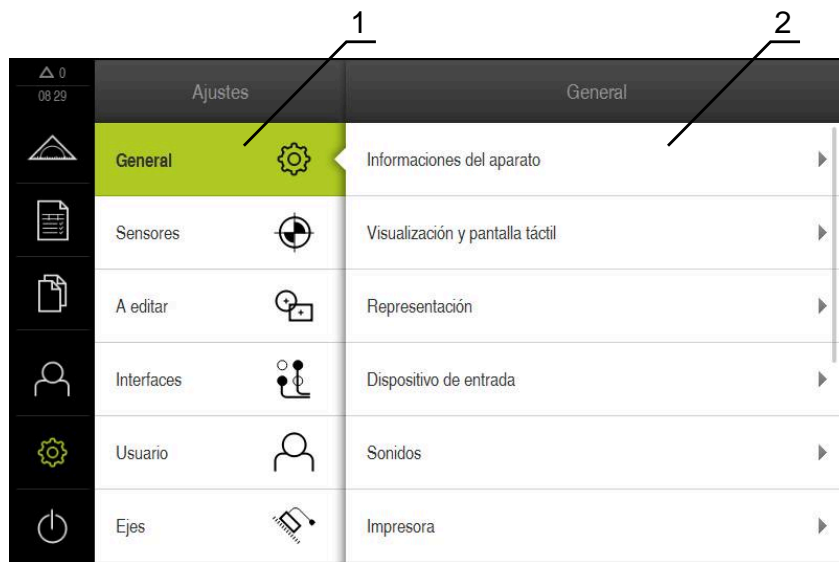 1
2
0
08 29
Ajustes
General
General
Informaciones del aparato
Sensores
Visualización y pantalla táctil
A editar
Representación
Interfaces
Dispositivo de entrada
Usuario
Sonidos
Ejes
Impresora